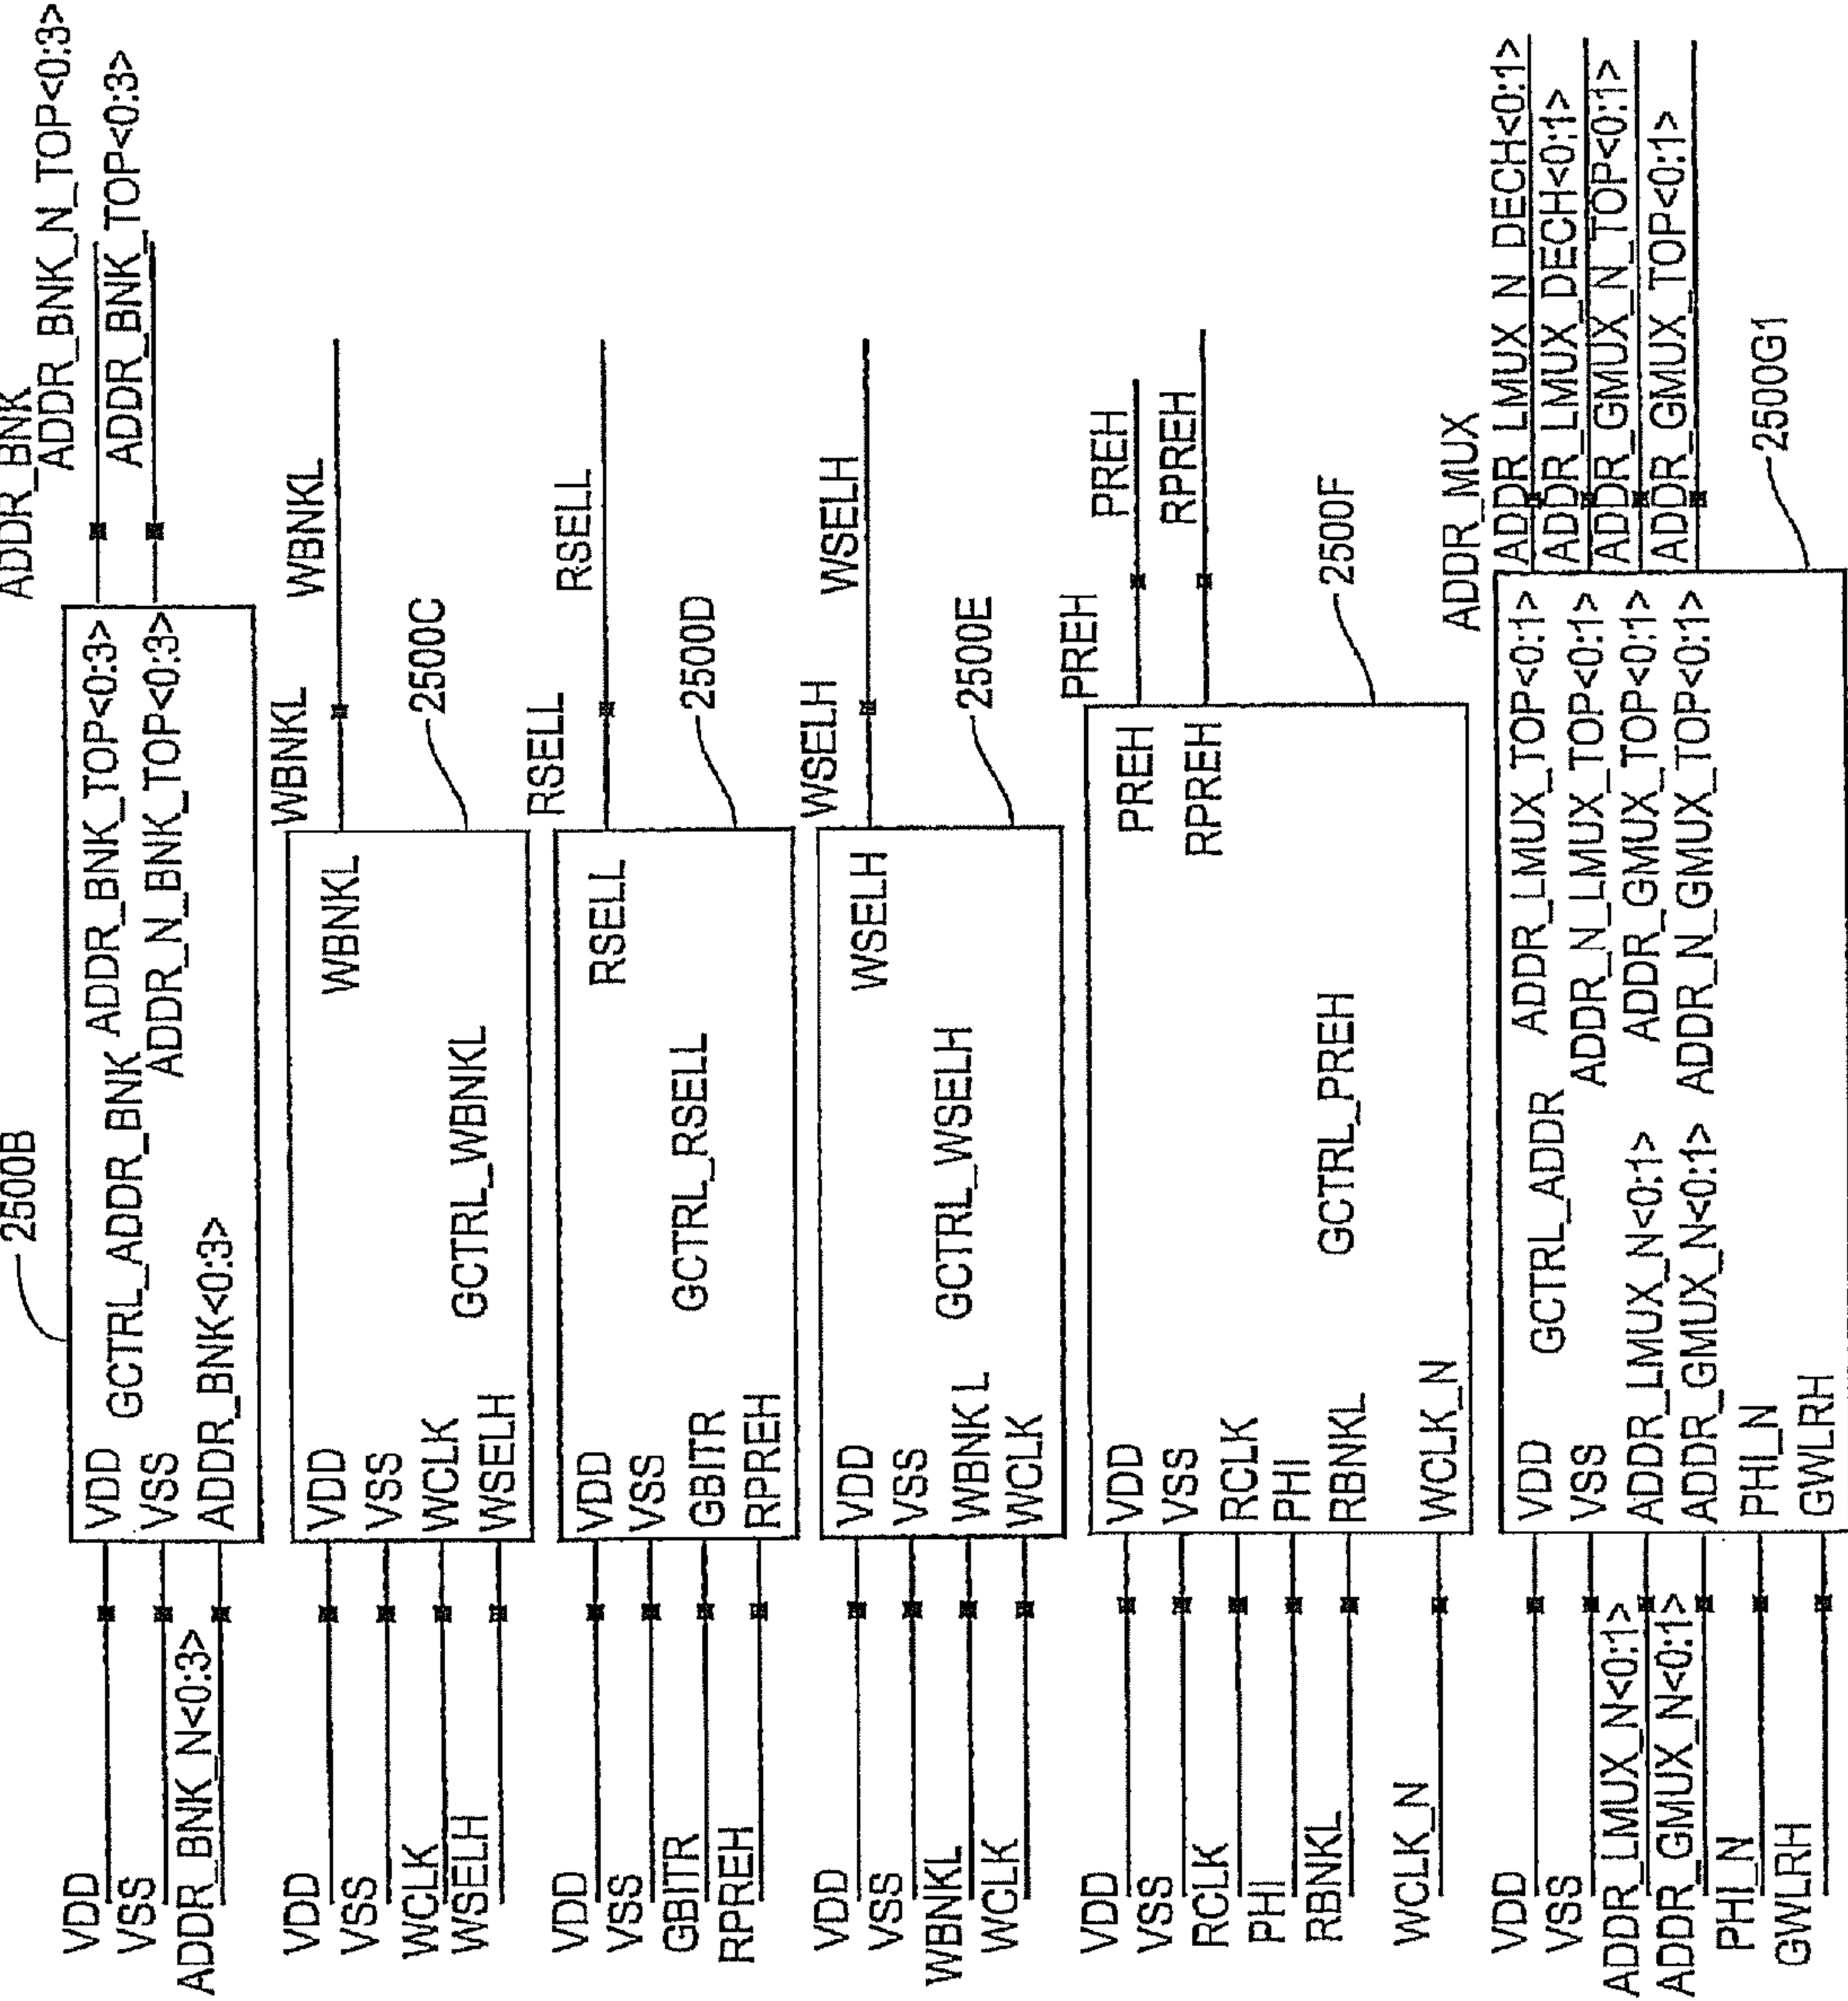 2500B
ADDR_BNK
ADDR_BNK_N_TOP<0:3>
ADDR_BNK_TOP<0:3>
VDD
VSS
ADDR_BNK_N<0:3>
VDD
VSS
ADDR_BNK<0:3>
GCTRL_ADDR_BNK
ADDR_BNK_TOP<0:3>
ADDR_N_BNK_TOP<0:3>
VDD
VSS
WCLK
WSELH
VDD
VSS
WCLK
WSELH
GCTRL_WBNKL
WBNKL
WBNKL
WBNKL
2500C
VDD
VSS
GBITR
RPREH
VDD
VSS
GBITR
RPREH
GCTRL_RSELL
RSELL
RSELL
RSELL
2500D
VDD
VSS
WBNKL
WCLK
VDD
VSS
WBNKL
WCLK
GCTRL_WSELH
WSELH
WSELH
WSELH
2500E
VDD
VSS
RCLK
PHI
RBNKL
WCLK_N
VDD
VSS
RCLK
PHI
RBNKL
WCLK_N
GCTRL_PREH
PREH
RPREH
PREH
PREH
RPREH
2500F
VDD
VSS
ADDR_LMUX_N<0:1>
ADDR_GMUX_N<0:1>
PHI_N
GWLRH
VDD
VSS
ADDR_LMUX_N<0:1>
ADDR_GMUX_N<0:1>
PHI_N
GWLRH
GCTRL_ADDR
ADDR_LMUX_TOP<0:1>
ADDR_N_LMUX_TOP<0:1>
ADDR_GMUX_TOP<0:1>
ADDR_N_GMUX_TOP<0:1>
ADDR_MUX
ADDR_LMUX_N_DECH<0:1>
ADDR_LMUX_DECH<0:1>
ADDR_GMUX_N_TOP<0:1>
ADDR_GMUX_TOP<0:1>
2500G1